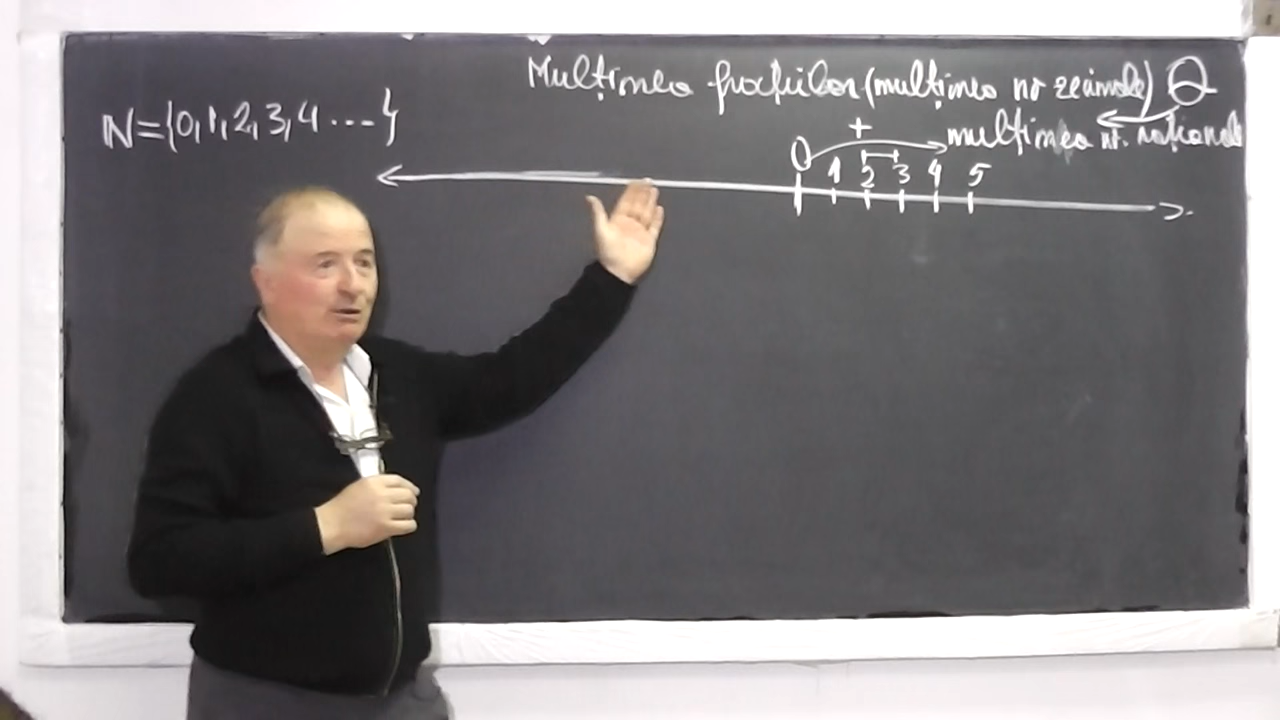 Mulțimea fracțiilor (mulțimea nr zecimale) Q
N={0,1,2,3,4 ....}
mulțimea nr. raționale
+
0 1 2 3 4 5